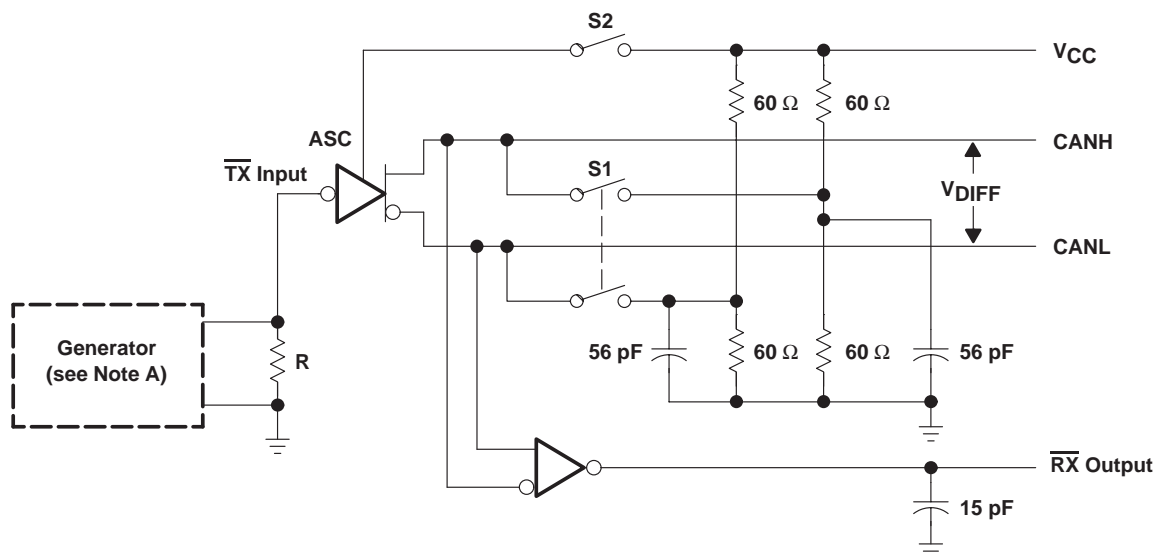 S2
VCC
60 Ω
60 Ω
ASC
CANH
TX Input
S1
VDIFF
CANL
Generator
(see Note A)
R
56 pF
60 Ω
60 Ω
56 pF
RX Output
15 pF